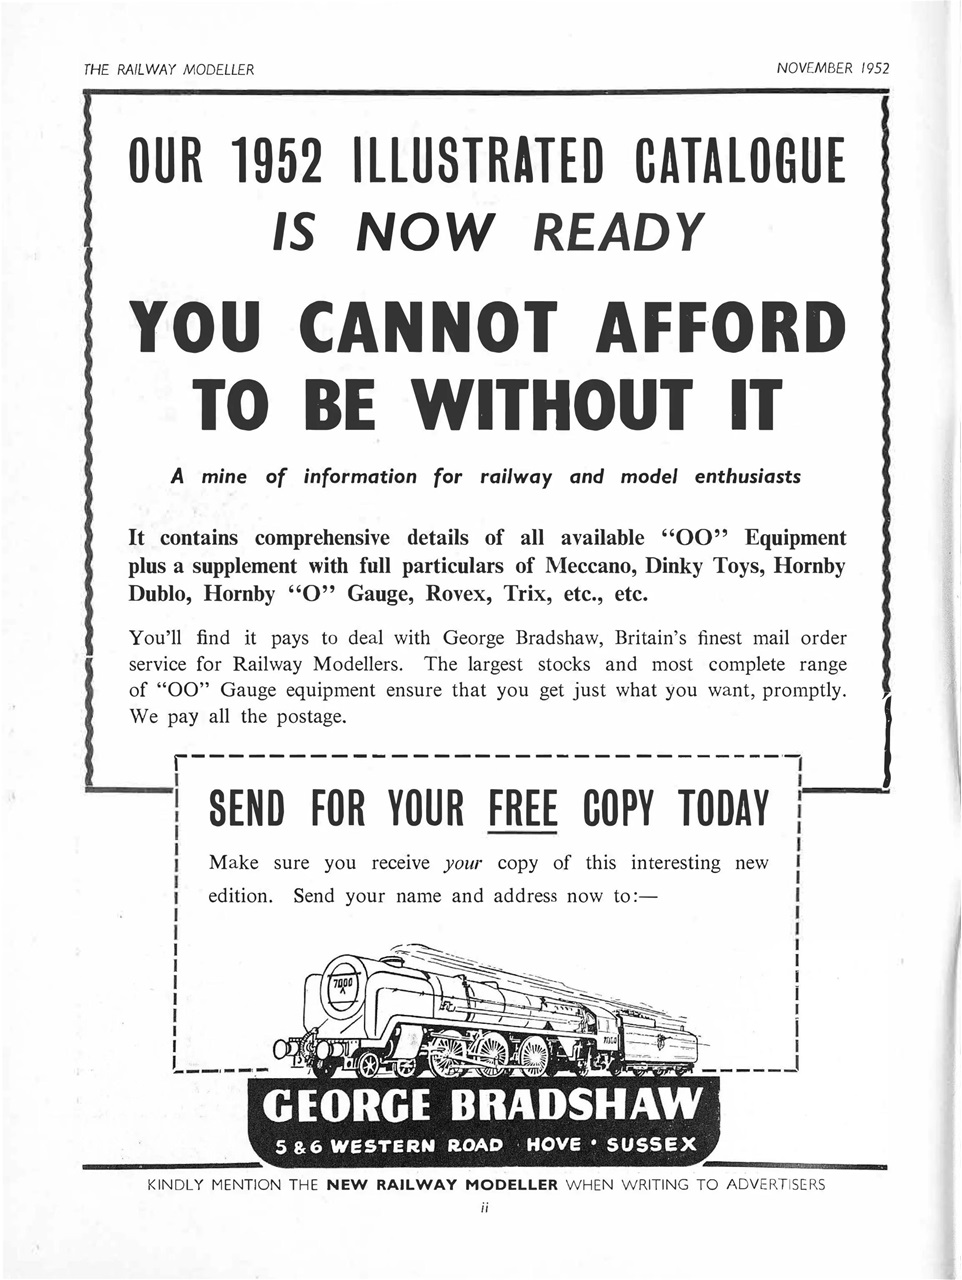 THE RAILWAY MODELLER
NOVEMBER 1952
OUR 1952 ILLUSTRATED CATALOGUE
IS NOW READY
YOU CANNOT AFFORD
TO BE WITHOUT IT
A mine of information for railway and model enthusiasts
It contains comprehensive details of all available “OO” Equipment
plus a supplement with full particulars of Meccano, Dinky Toys, Hornby
Dublo, Hornby “O” Gauge, Rovex, Trix, etc., etc.
You’ll find it pays to deal with George Bradshaw, Britain’s finest mail order
service for Railway Modellers. The largest stocks and most complete range
of “OO” Gauge equipment ensure that you get just what you want, promptly.
We pay all the postage.
SEND FOR YOUR FREE COPY TODAY
Make sure you receive your copy of this interesting new
edition. Send your name and address now to:—
7000
A
GEORGE BRADSHAW
5 & 6 WESTERN ROAD · HOVE · SUSSEX
KINDLY MENTION THE NEW RAILWAY MODELLER WHEN WRITING TO ADVERTISERS
ii